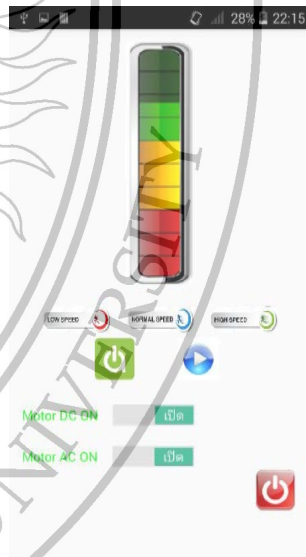 28% 22:15
LOW SPEED NORMAL SPEED HIGH SPEED
Motor DC ON เปิด
Motor AC ON เปิด
UNIVERSITY